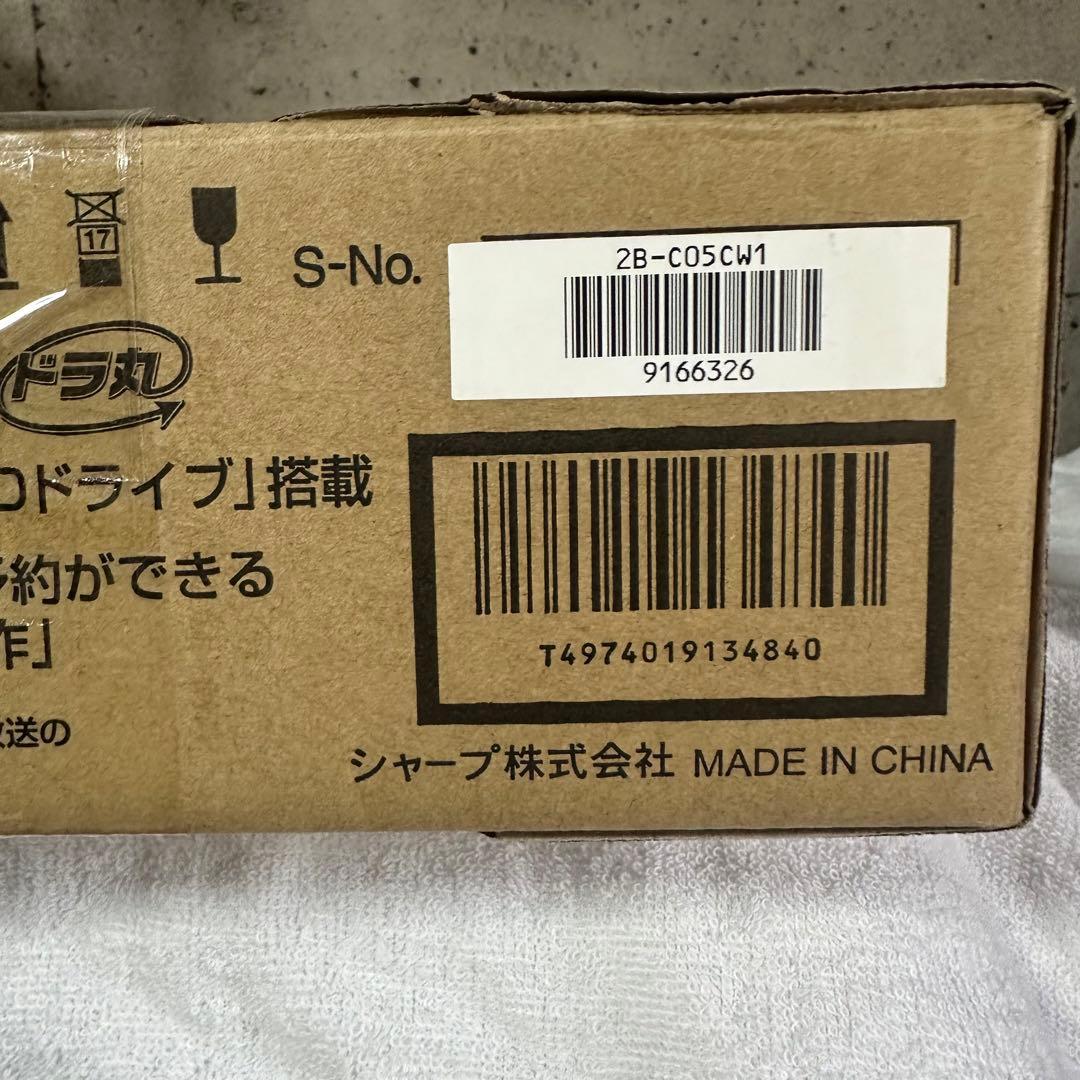 17
S-No.
2B-C05CW1
9166326
ドラ丸
ドライブ」搭載
約ができる
作」
T4974019134840
送の
シャープ株式会社 MADE IN CHINA